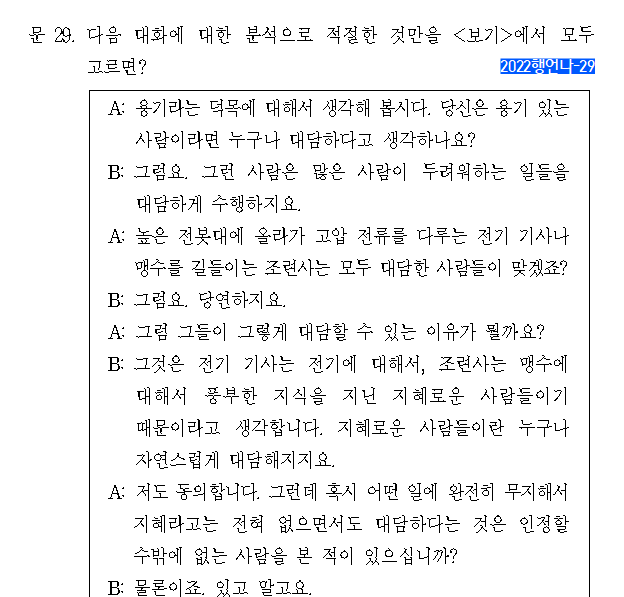 문 29. 다음 대화에 대한 분석으로 적절한 것만을 <보기>에서 모두
고르면?
2022행언나-29
A: 용기라는 덕목에 대해서 생각해 봅시다. 당신은 용기 있는
사람이라면 누구나 대담하다고 생각하나요?
B: 그럼요. 그런 사람은 많은 사람이 두려워하는 일들을
대담하게 수행하지요.
A: 높은 전봇대에 올라가 고압 전류를 다루는 전기 기사나
맹수를 길들이는 조련사는 모두 대담한 사람들이 맞겠죠?
B: 그럼요. 당연하지요.
A: 그럼 그들이 그렇게 대담할 수 있는 이유가 뭘까요?
B: 그것은 전기 기사는 전기에 대해서, 조련사는 맹수에
대해서 풍부한 지식을 지닌 지혜로운 사람들이기
때문이라고 생각합니다. 지혜로운 사람들이란 누구나
자연스럽게 대담해지지요.
A: 저도 동의합니다. 그런데 혹시 어떤 일에 완전히 무지해서
지혜라고는 전혀 없으면서도 대담하다는 것은 인정할
수밖에 없는 사람을 본 적이 있으십니까?
B: 물론이죠. 있고 말고요.